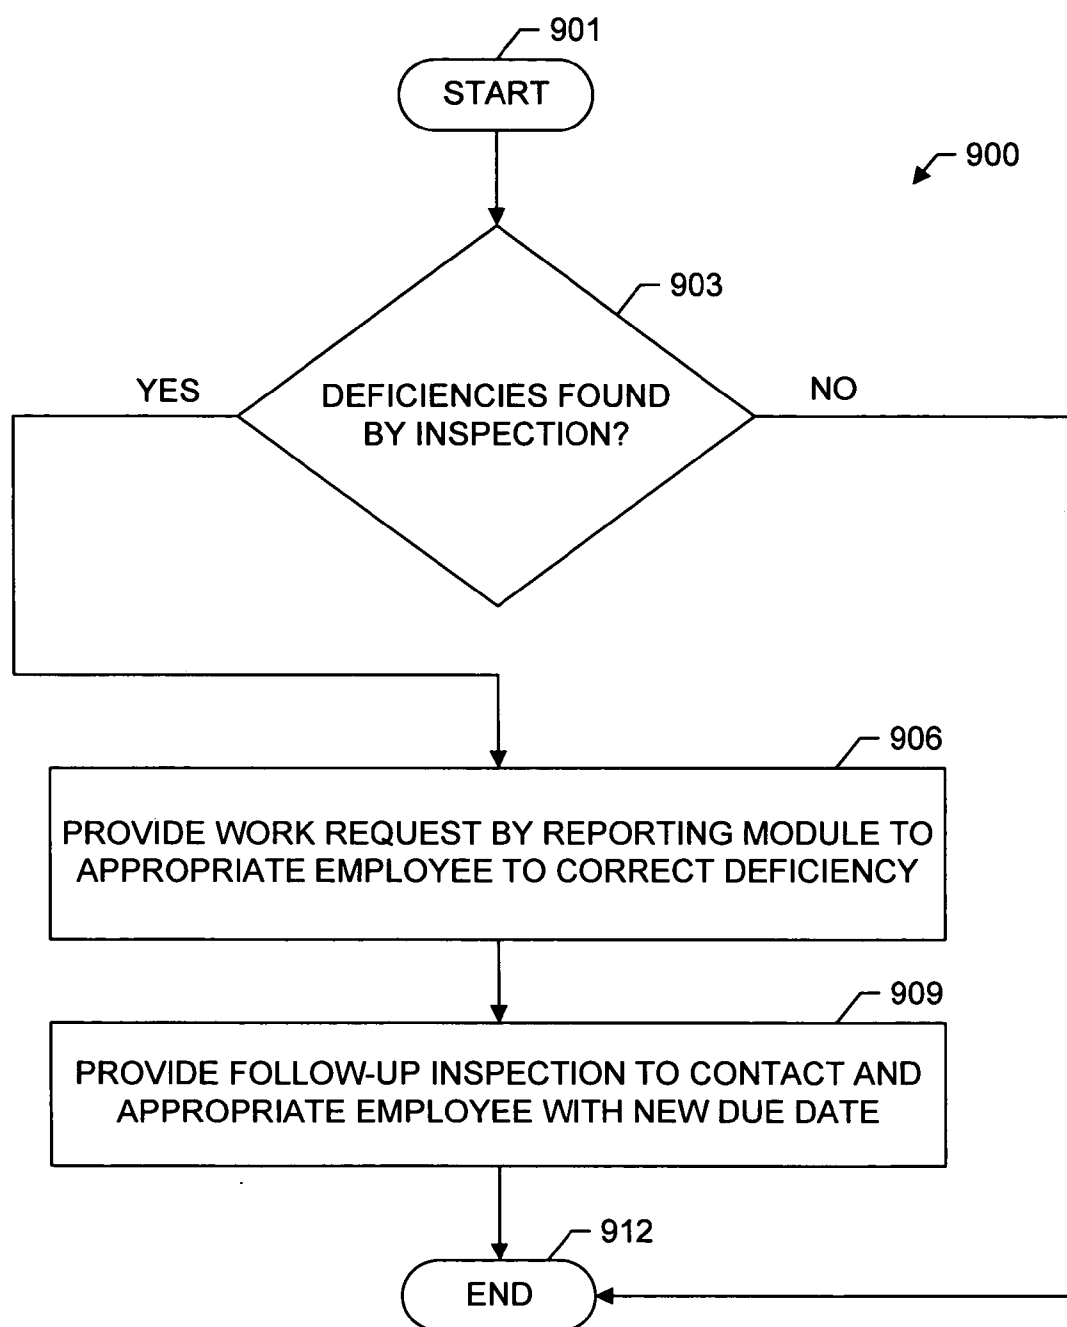 901
START
900
903
YES
DEFICIENCIES FOUND
BY INSPECTION?
NO
906
PROVIDE WORK REQUEST BY REPORTING MODULE TO
APPROPRIATE EMPLOYEE TO CORRECT DEFICIENCY
909
PROVIDE FOLLOW-UP INSPECTION TO CONTACT AND
APPROPRIATE EMPLOYEE WITH NEW DUE DATE
912
END